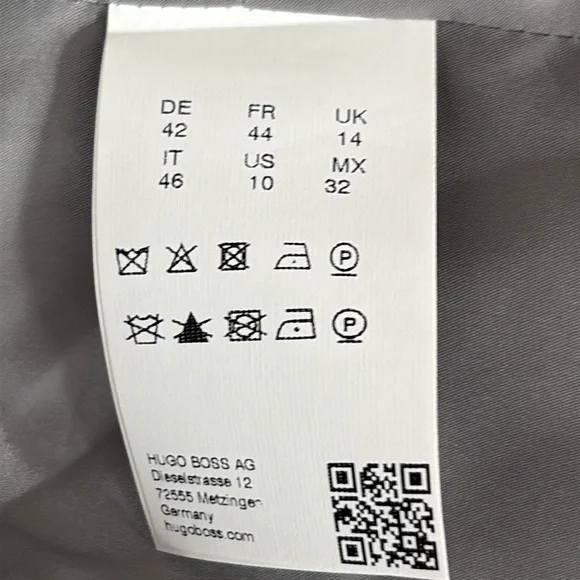 DE FR UK
42 44 14
IT US MX
46 10 32
P
P
HUGO BOSS AG
Dieselstrasse 12
72555 Metzingen
Germany
hugoboss.com